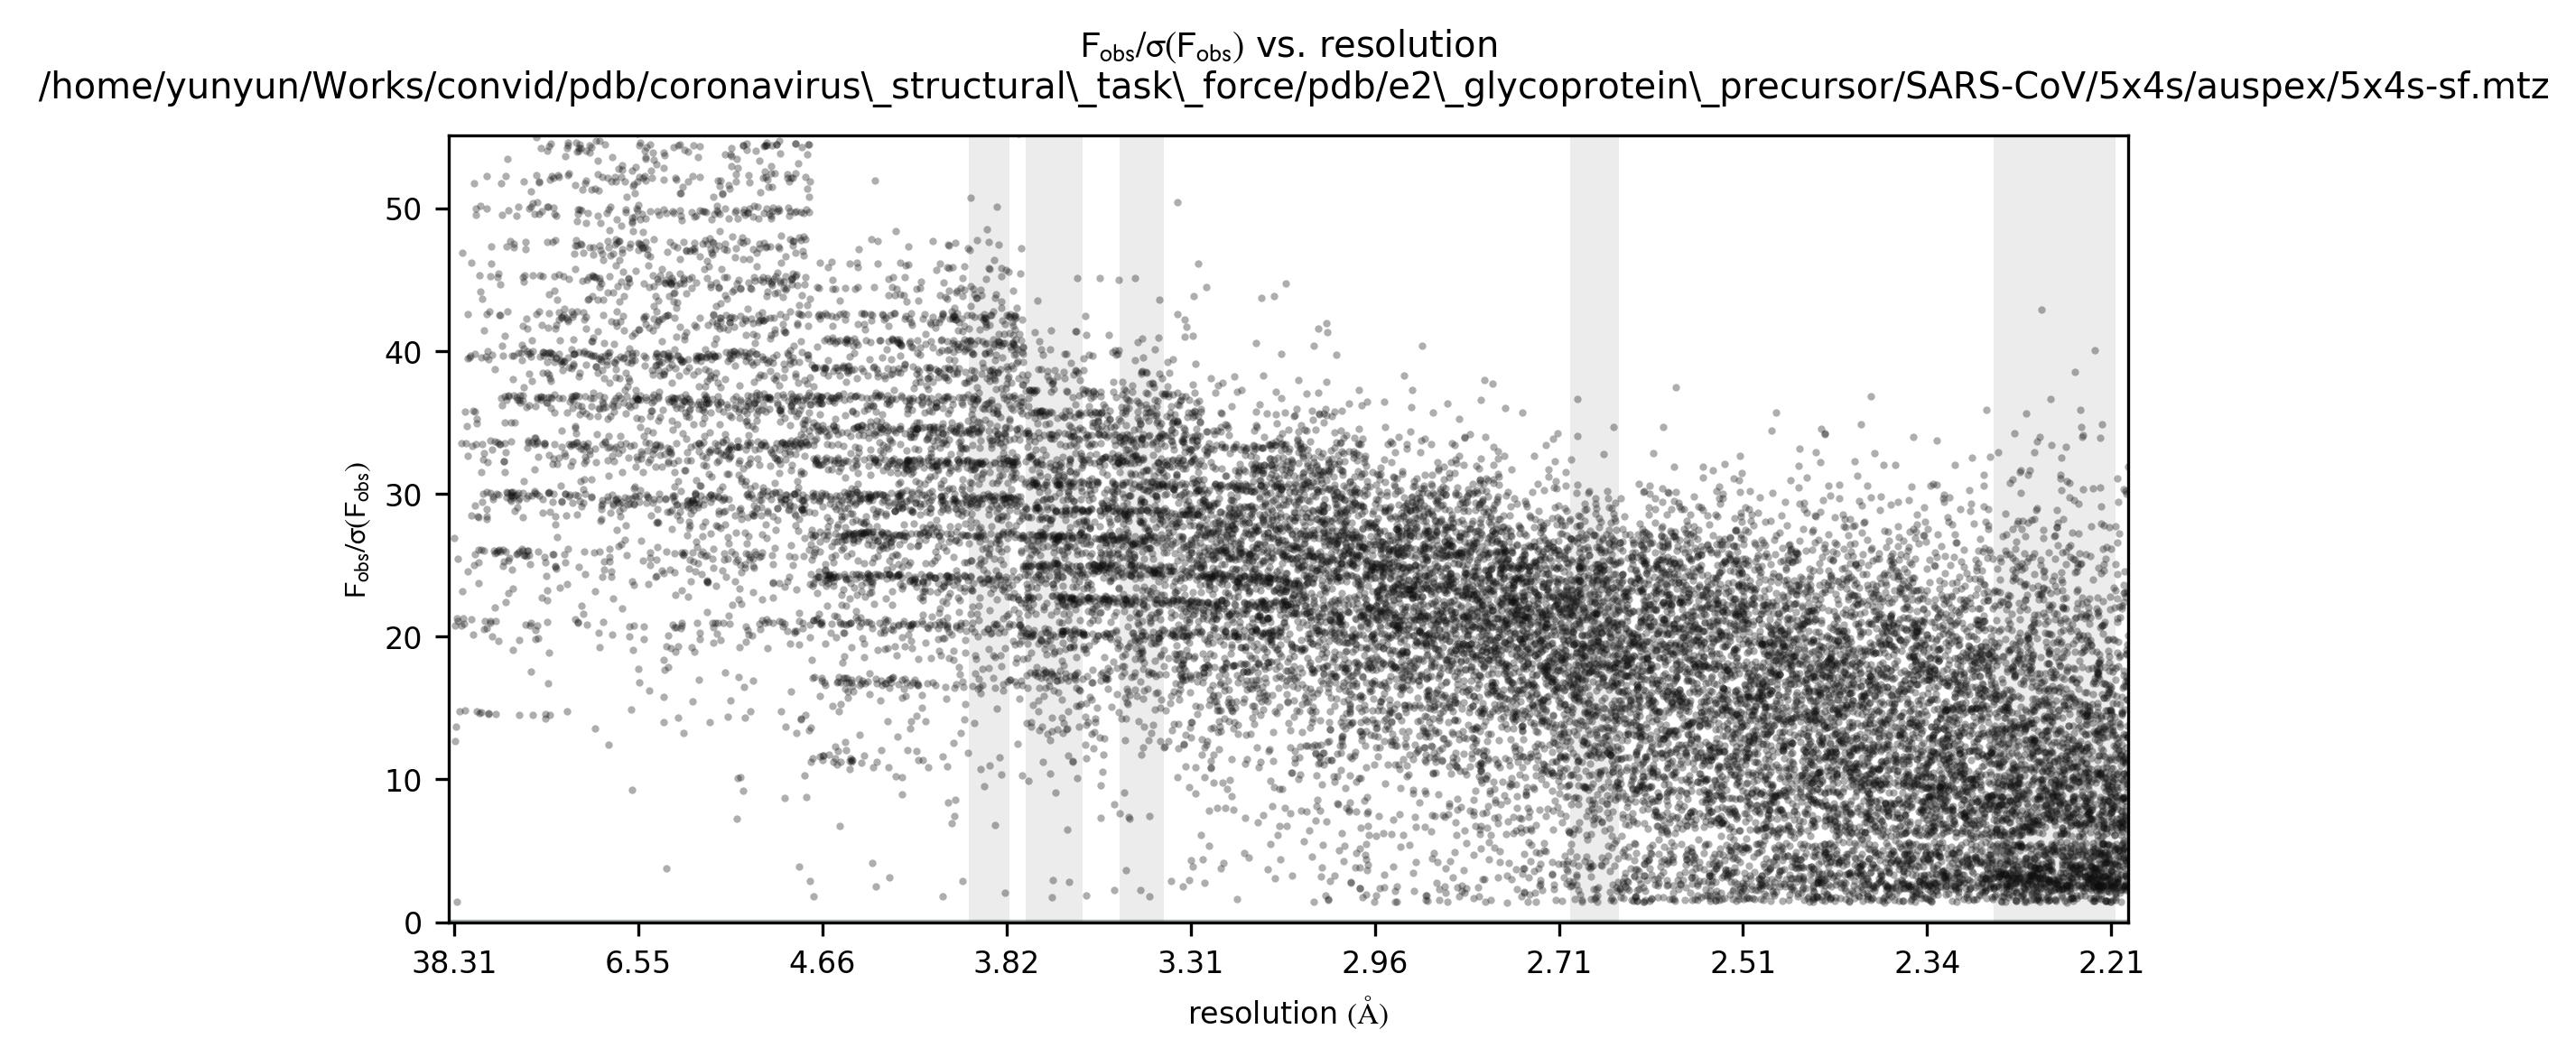 Fobs/σ(Fobs) vs. resolution
/home/yunyun/Works/convid/pdb/coronavirus\_structural\_task\_force/pdb/e2\_glycoprotein\_precursor/SARS-CoV/5x4s/auspex/5x4s-sf.mtz
50
40
30
20
10
0
Fobs/σ(Fobs)
38.31 6.55 4.66 3.82 3.31 2.96 2.71 2.51 2.34 2.21
resolution (Å)